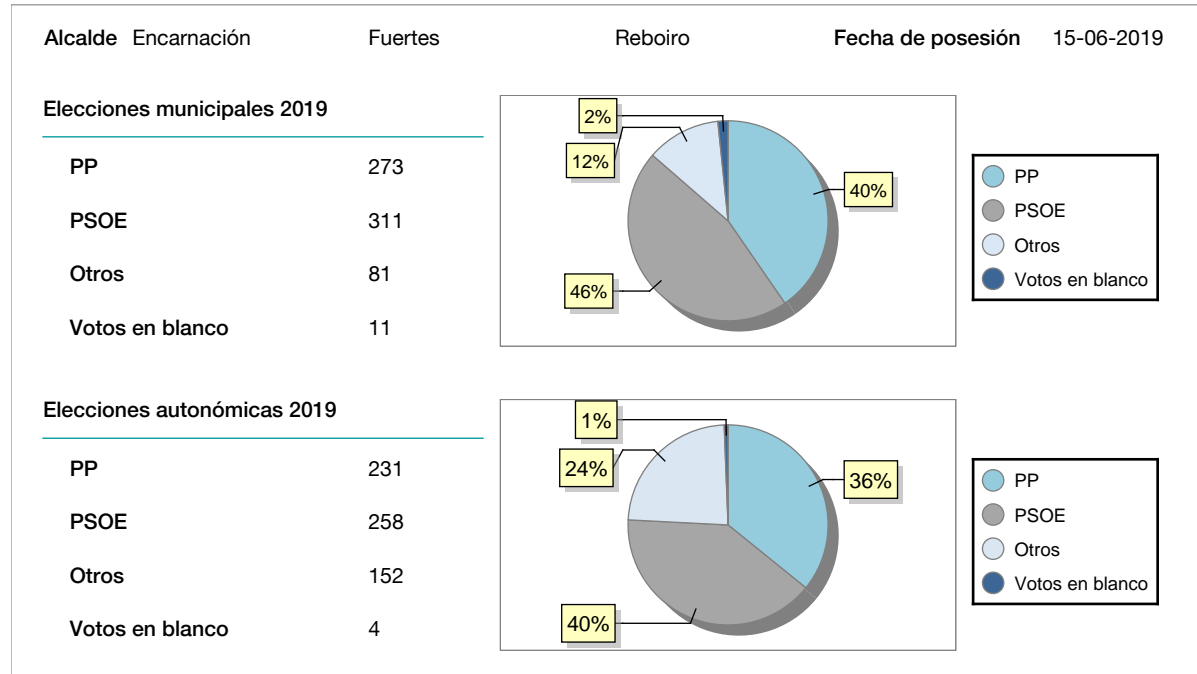 Alcalde Encarnación Fuertes Reboiro Fecha de posesión 15-06-2019
Elecciones municipales 2019
PP 273
PSOE 311
Otros 81
Votos en blanco 11
2%
12%
40%
46%
PP
PSOE
Otros
Votos en blanco
Elecciones autonómicas 2019
PP 231
PSOE 258
Otros 152
Votos en blanco 4
1%
24%
36%
40%
PP
PSOE
Otros
Votos en blanco